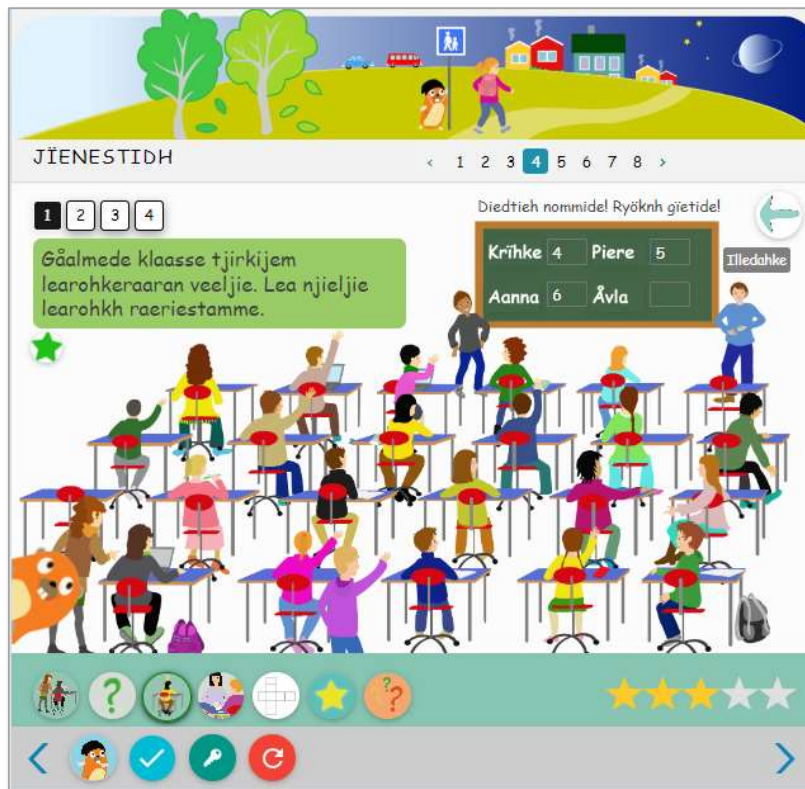 JÏENESTIDH
‹ 1 2 3 4 5 6 7 8 ›
1 2 3 4
Diedtieh nommide! Ryöknh gïetide!
Gåalmede klaasse tjirkijem
learohkeraaran veeljie. Lea njieljie
learohkh raeriestamme.
Krïhke 4 Piere 5
Aanna 6 Åvla
Illedahke